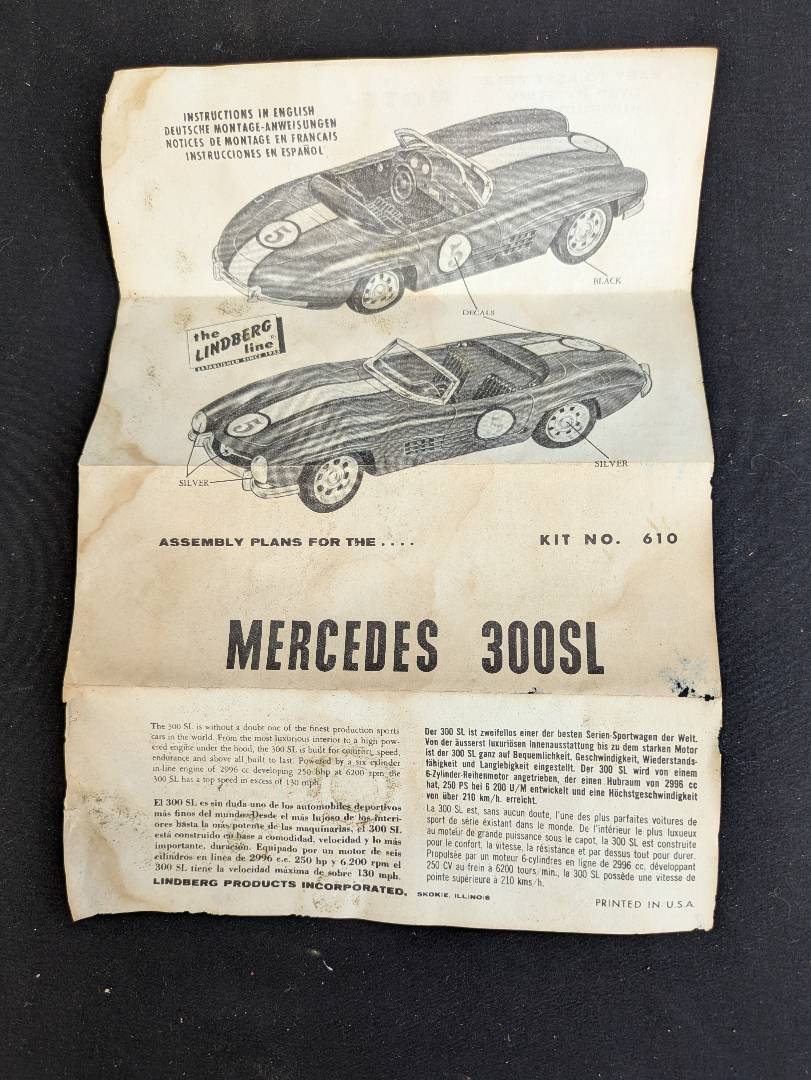 INSTRUCTIONS IN ENGLISH
DEUTSCHE MONTAGE-ANWEISUNGEN
NOTICES DE MONTAGE EN FRANCAIS
INSTRUCCIONES EN ESPAÑOL
5
5
BLACK
DECALS
the
LINDBERG
line
ESTABLISHED SINCE 1933
5
SILVER
SILVER
ASSEMBLY PLANS FOR THE ....
KIT NO. 610
MERCEDES 300SL
The 300 SL is without a doubt one of the finest production sports
cars in the world. From the most luxurious interior to a high pow-
ered engine under the hood, the 300 SL is built for comfort, speed,
endurance and above all built to last. Powered by a six cylinder
in-line engine of 2996 cc developing 250 bhp at 6200 rpm the
300 SL has a top speed in excess of 130 mph.
El 300 SL es sin duda uno de los automobiles deportivos
más finos del mundo. Desde el más lujoso de los interi-
ores hasta la más potente de las maquinarias, el 300 SL
está construido en base a comodidad, velocidad y lo más
importante, duración. Equipado por un motor de seis
cilindros en linea de 2996 c.c. 250 hp y 6.200 rpm el
300 SL tiene la velocidad máxima de sobre 130 mph.
Der 300 SL ist zweifellos einer der besten Serien-Sportwagen der Welt.
Von der äusserst luxuriösen Innenausstattung bis zu dem starken Motor
ist der 300 SL ganz auf Bequemlichkeit, Geschwindigkeit, Wiederstands-
fähigkeit und Langlebigkeit eingestellt. Der 300 SL wird von einem
6-Zylinder-Reihenmotor angetrieben, der einen Hubraum von 2996 cc
hat, 250 PS bei 6 200 U/M entwickelt und eine Höchstgeschwindigkeit
von über 210 km/h. erreicht.
La 300 SL est, sans aucun doute, l'une des plus parfaites voitures de
sport de série existant dans le monde. De l'intérieur le plus luxueux
au moteur de grande puissance sous le capot, la 300 SL est construite
pour le confort, la vitesse, la résistance et par dessus tout pour durer.
Propulsée par un moteur 6-cylindres en ligne de 2996 cc, développant
250 CV au frein à 6200 tours/min., la 300 SL possède une vitesse de
pointe supérieure à 210 kms/h.
LINDBERG PRODUCTS INCORPORATED, SKOKIE, ILLINOIS
PRINTED IN U.S.A.